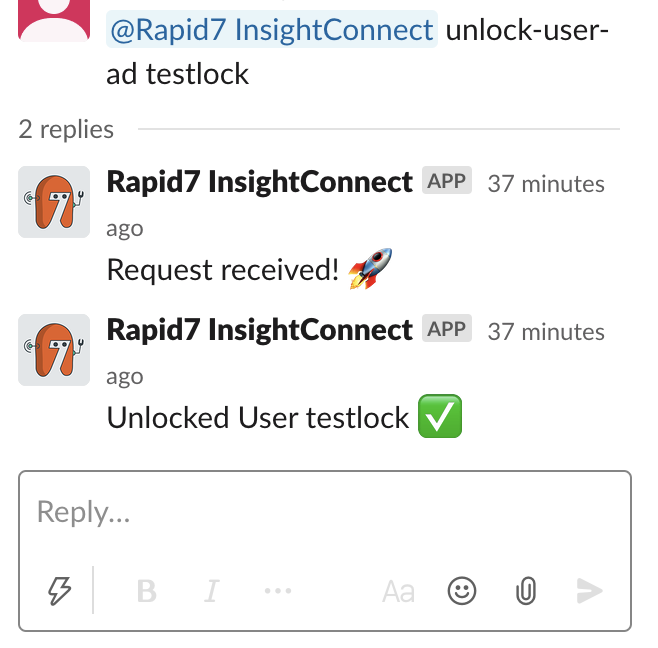 @Rapid7 InsightConnect unlock-user-
ad testlock
2 replies
Rapid7 InsightConnect APP 37 minutes
ago
Request received! 🚀
Rapid7 InsightConnect APP 37 minutes
ago
Unlocked User testlock ✅
Reply...
B I ... Aa